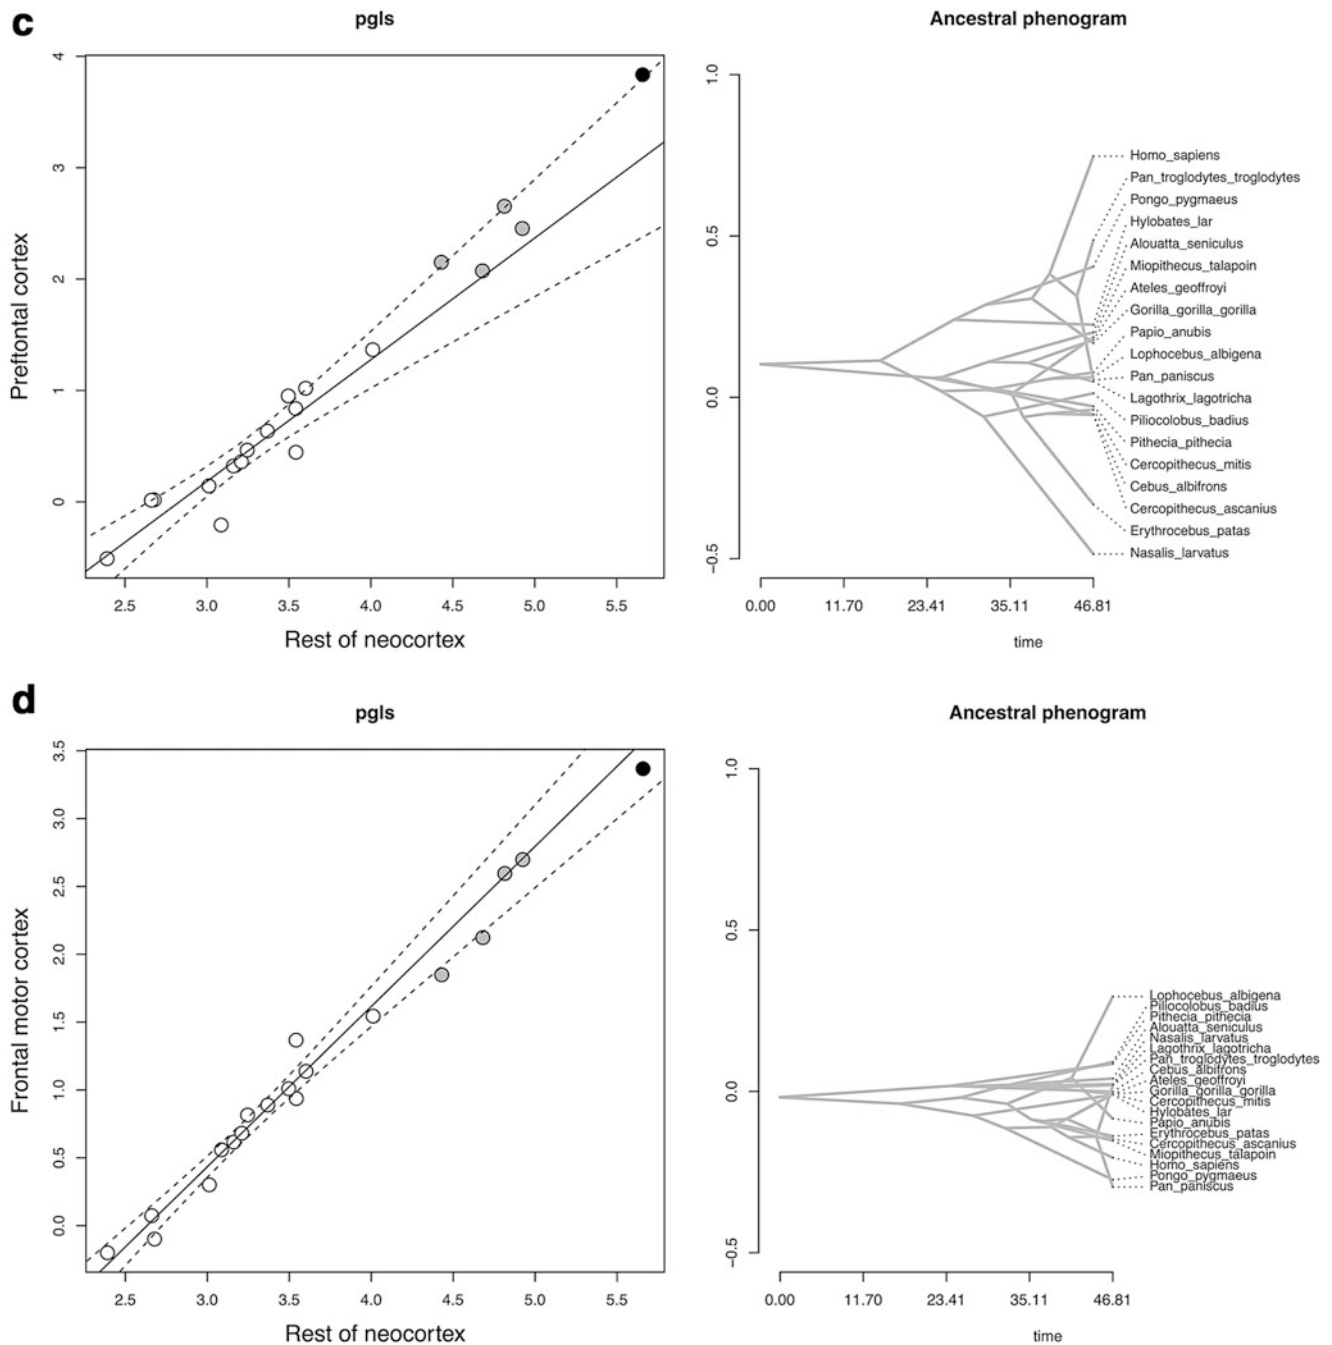 c
pgls
Ancestral phenogram
4
3
2
1
0
Preftontal cortex
2.5 3.0 3.5 4.0 4.5 5.0 5.5
Rest of neocortex
1.0
0.5
0.0
−0.5
Homo_sapiens
Pan_troglodytes_troglodytes
Pongo_pygmaeus
Hylobates_lar
Alouatta_seniculus
Miopithecus_talapoin
Ateles_geoffroyi
Gorilla_gorilla_gorilla
Papio_anubis
Lophocebus_albigena
Pan_paniscus
Lagothrix_lagotricha
Piliocolobus_badius
Pithecia_pithecia
Cercopithecus_mitis
Cebus_albifrons
Cercopithecus_ascanius
Erythrocebus_patas
Nasalis_larvatus
0.00 11.70 23.41 35.11 46.81
time
d
pgls
Ancestral phenogram
3.5
3.0
2.5
2.0
1.5
1.0
0.5
0.0
Frontal motor cortex
2.5 3.0 3.5 4.0 4.5 5.0 5.5
Rest of neocortex
1.0
0.5
0.0
−0.5
Lophocebus_albigena
Piliocolobus_badius
Pithecia_pithecia
Alouatta_seniculus
Nasalis_larvatus
Lagothrix_lagotricha
Pan_troglodytes_troglodytes
Cebus_albifrons
Ateles_geoffroyi
Gorilla_gorilla_gorilla
Cercopithecus_mitis
Hylobates_lar
Papio_anubis
Erythrocebus_patas
Cercopithecus_ascanius
Miopithecus_talapoin
Homo_sapiens
Pongo_pygmaeus
Pan_paniscus
0.00 11.70 23.41 35.11 46.81
time